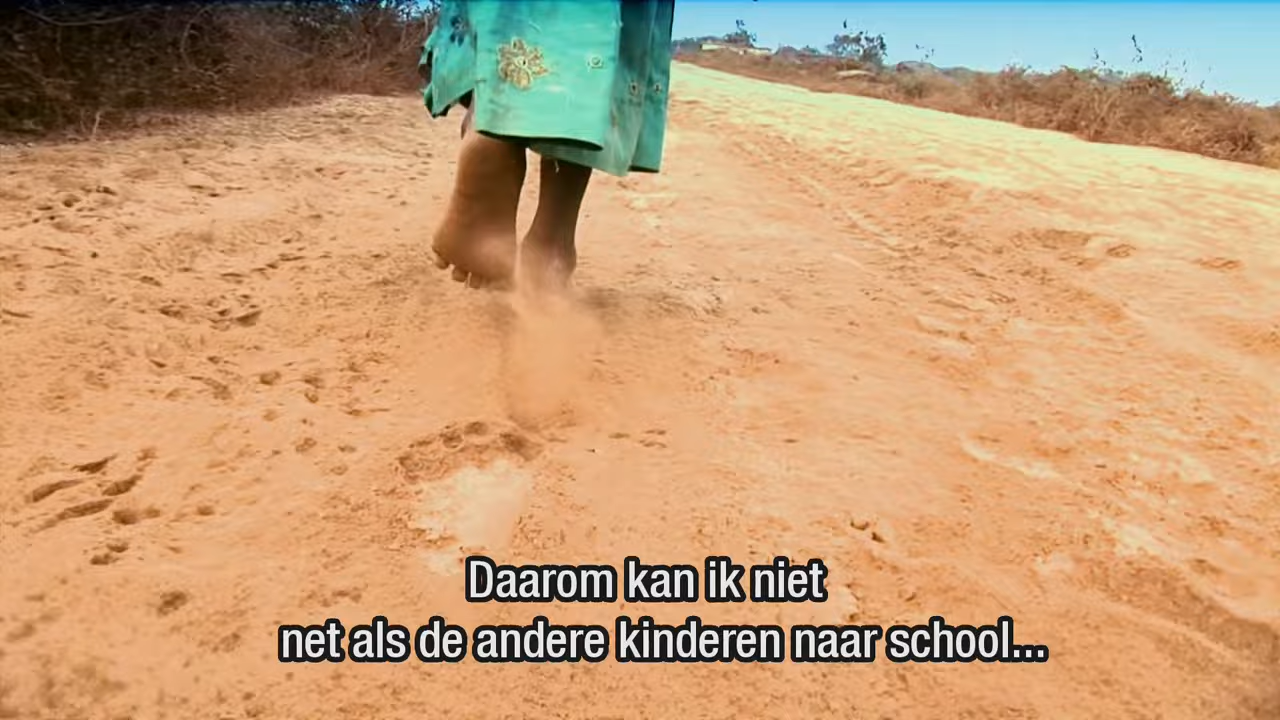 Daarom kan ik niet
net als de andere kinderen naar school...